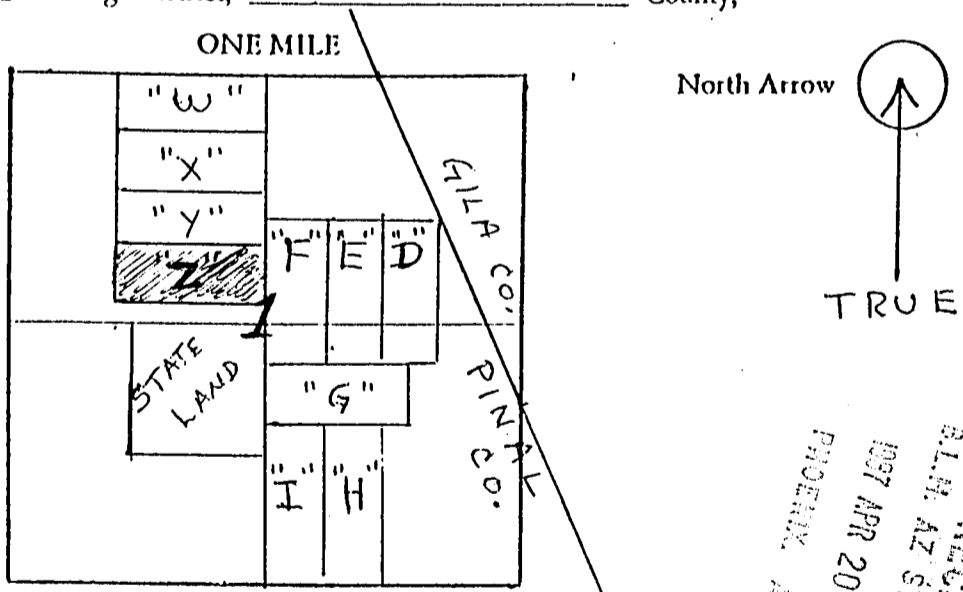 County,
ONE MILE
North Arrow
TRUE
"W"
"X"
"Y"
"Z"
1
"F" "E" "D"
GILA CO.
PINAL CO.
STATE
LAND
"G"
"I" "H"
B.L.M. AZ S
1997 APR 20
PHOENIX, A